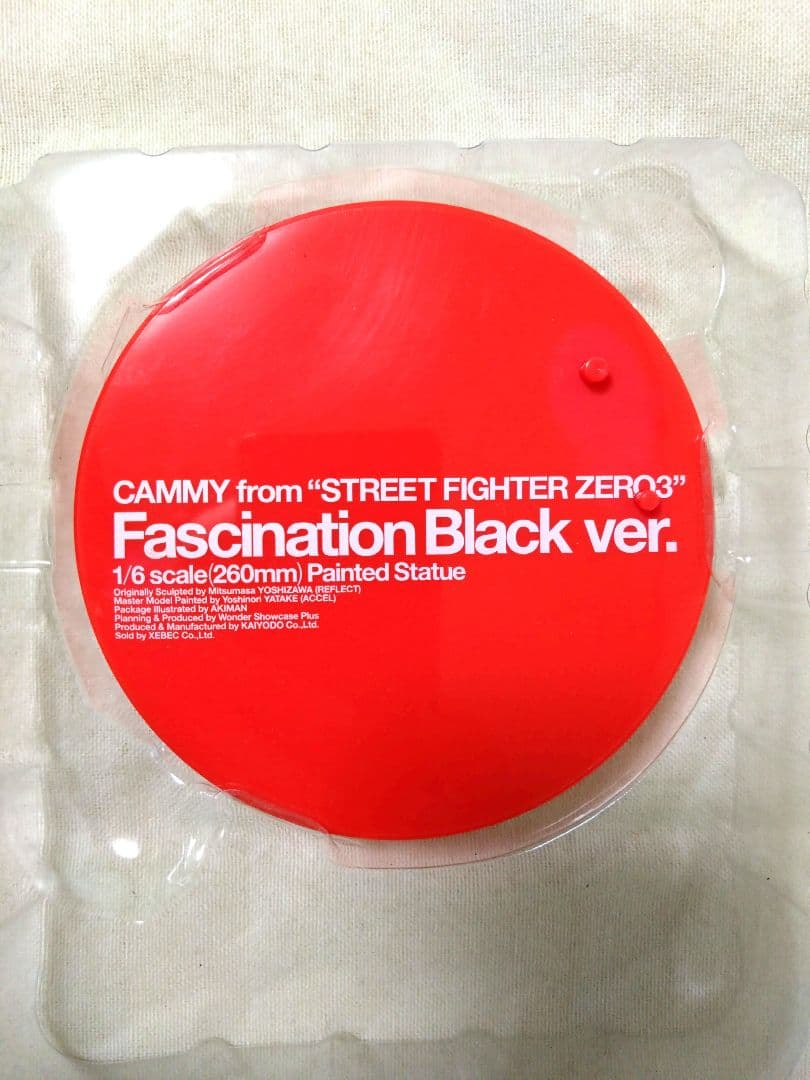 CAMMY from “STREET FIGHTER ZERO3”
Fascination Black ver.
1/6 scale(260mm) Painted Statue
Originally Sculpted by Mitsumasa YOSHIZAWA (REFLECT)
Master Model Painted by Yoshinori YATAKE (ACCEL)
Package Illustrated by AKIMAN
Planning & Produced by Wonder Showcase Plus
Produced & Manufactured by KAIYODO Co.,Ltd.
Sold by XEBEC Co.,Ltd.